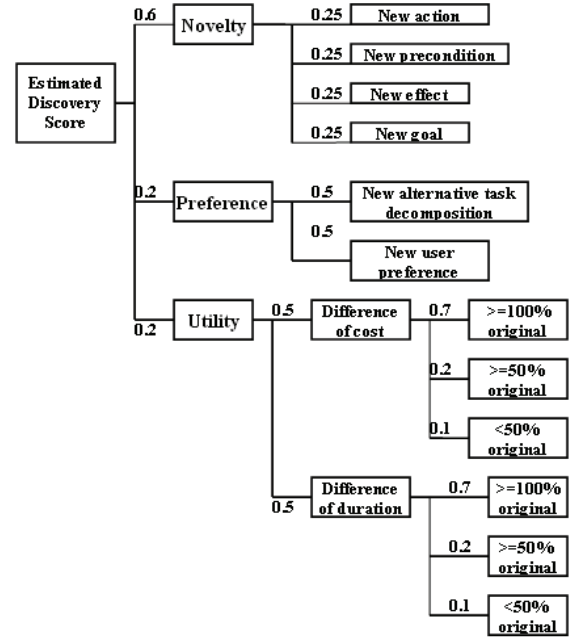 0.6
Novelty
0.25
New action
0.25
New precondition
0.25
New effect
0.25
New goal
Estimated
Discovery
Score
0.2
Preference
0.5
New alternative task
decomposition
0.5
New user
preference
0.2
Utility
0.5
Difference
of cost
0.7
>=100%
original
0.2
>=50%
original
0.1
<50%
original
0.5
Difference
of duration
0.7
>=100%
original
0.2
>=50%
original
0.1
<50%
original